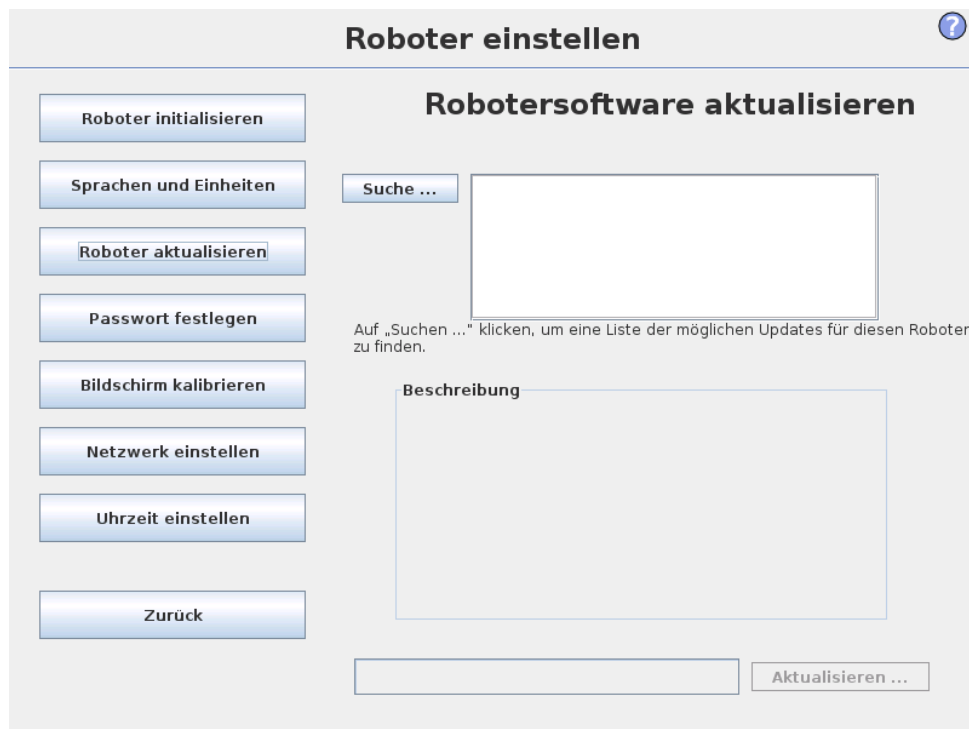 Roboter einstellen
?
Roboter initialisieren
Sprachen und Einheiten
Roboter aktualisieren
Passwort festlegen
Bildschirm kalibrieren
Netzwerk einstellen
Uhrzeit einstellen
Zurück
Robotersoftware aktualisieren
Suche ...
Auf „Suchen ..." klicken, um eine Liste der möglichen Updates für diesen Roboter
zu finden.
Beschreibung
Aktualisieren ...